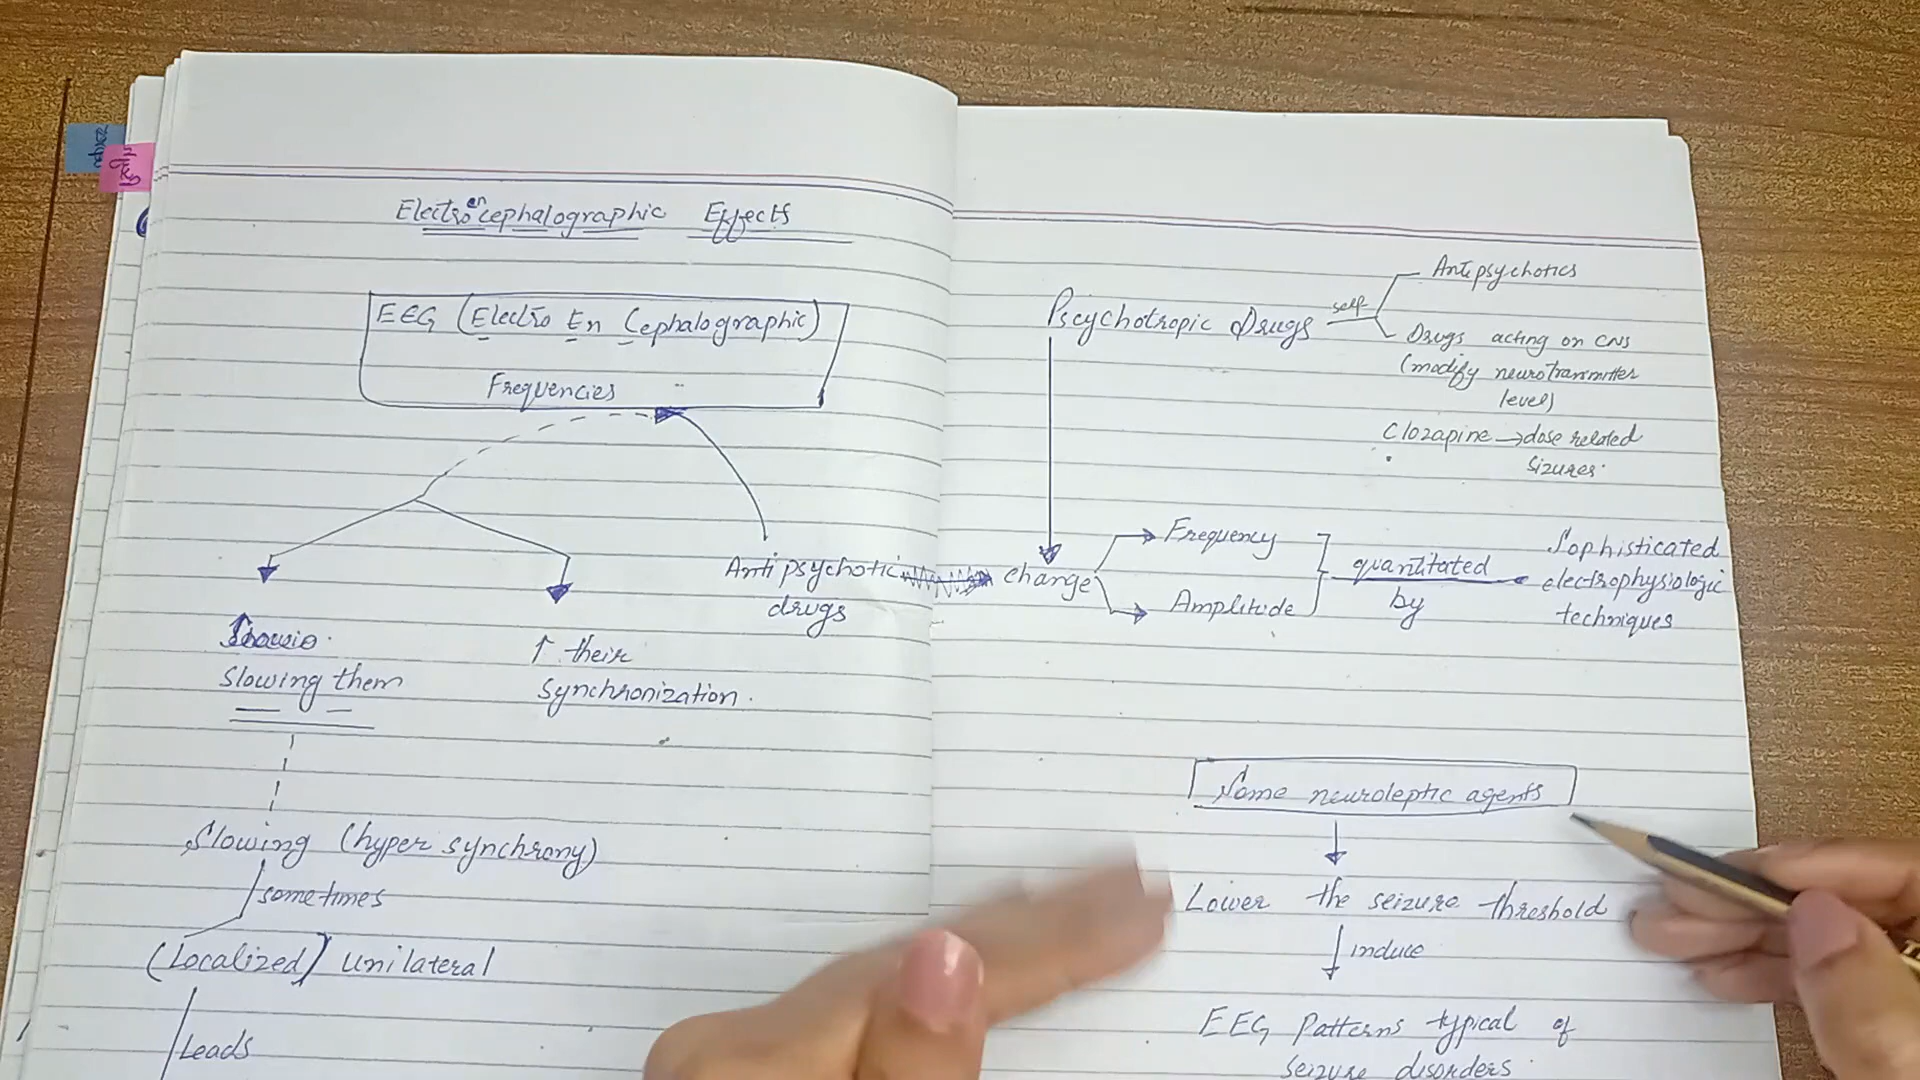 Electroencephalographic Effects
EEG (Electro En Cephalographic)
Frequencies
Antipsychotic
drugs
Slowing them
↑ their
synchronization.
Slowing (hyper synchrony)
sometimes
(Localized) unilateral
Leads
Pscychotropic Drugs
self
Antipsychotics
Drugs acting on CNS
(modify neurotransmitter
level)
Clozapine → dose related
sizures.
change
Frequency
Amplitude
quantitated
by
Sophisticated
electrophysiologic
techniques
Some neuroleptic agents
Lower the seizure threshold
induce
EEG Patterns typical of
seizure disorders.